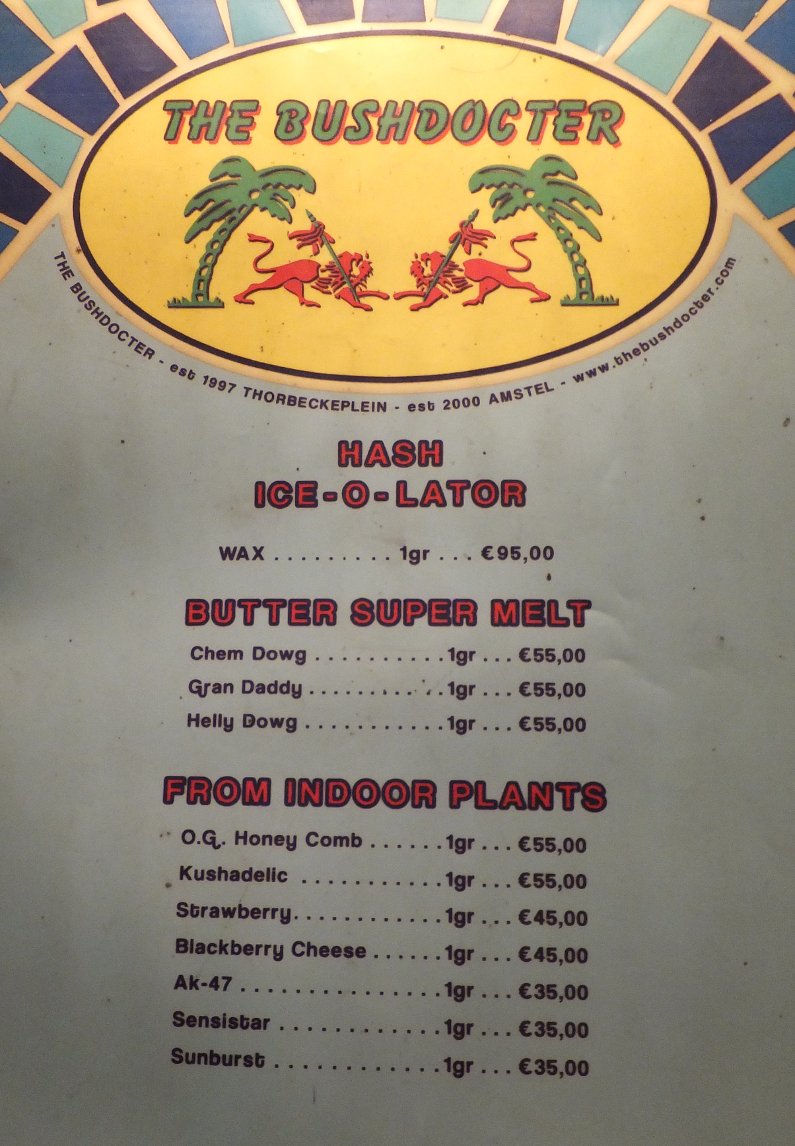 THE BUSHDOCTER
THE BUSHDOCTER - est 1997 THORBECKEPLEIN - est 2000 AMSTEL - www.thebushdocter.com
HASH
ICE-O-LATOR
WAX ......... 1gr ... €95,00
BUTTER SUPER MELT
Chem Dowg .......... 1gr ... €55,00
Gran Daddy .......... 1gr ... €55,00
Helly Dowg ........... 1gr ... €55,00
FROM INDOOR PLANTS
O.G. Honey Comb ...... 1gr ... €55,00
Kushadelic ........... 1gr ... €55,00
Strawberry............ 1gr ... €45,00
Blackberry Cheese ...... 1gr ... €45,00
Ak-47 ................ 1gr ... €35,00
Sensistar ............. 1gr ... €35,00
Sunburst ............. 1gr ... €35,00